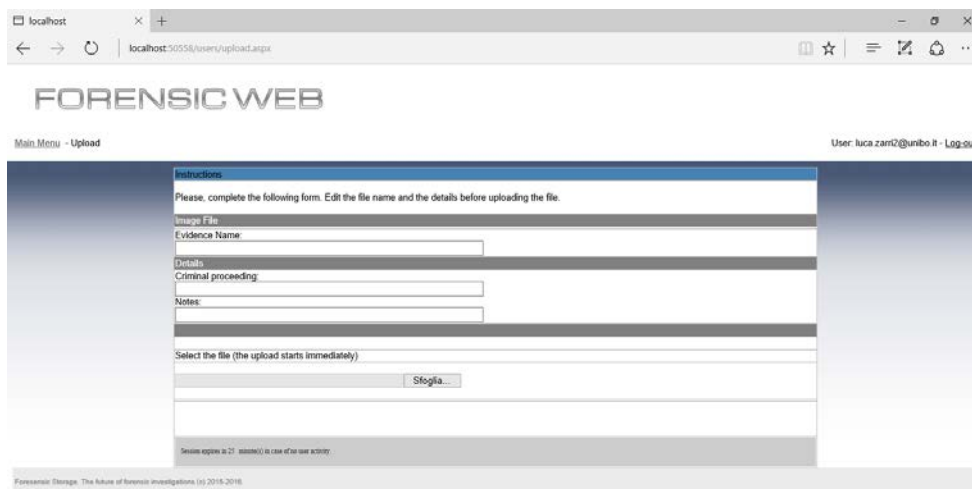 localhost
localhost:50558/users/upload.aspx
FORENSIC WEB
Main Menu - Upload
User: luca.zarri2@unibo.it - Log-ou
Instructions
Please, complete the following form. Edit the file name and the details before uploading the file.
Image File
Evidence Name:
Details
Criminal proceeding:
Notes:
Select the file (the upload starts immediately)
Sfoglia...
Session expires in 25 minute(s) in case of no user activity
Foresensic Storage. The future of forensic investigations (c) 2015-2016.